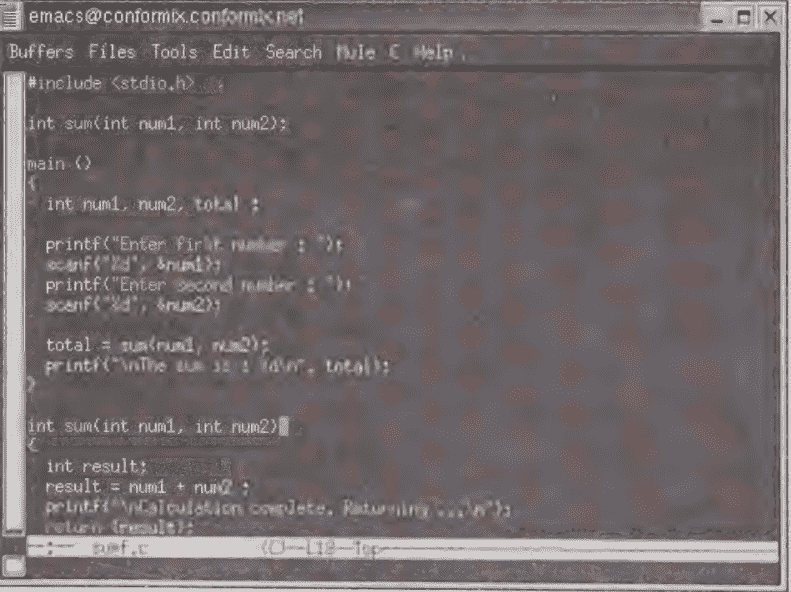 emacs@conformix.conformix.net
Buffers Files Tools Edit Search Mule C Help
#include <stdio.h>
int sum(int num1, int num2);
main ()
{
int num1, num2, total ;
printf("Enter first number : ");
scanf("%d", &num1);
printf("Enter second number : ");
scanf("%d", &num2);
total = sum(num1, num2);
printf("\nThe sum is : %d\n", total);
}
int sum(int num1, int num2)
{
int result;
result = num1 + num2 ;
printf("\nCalculation complete. Returning ...\n");
return (result);
(C)--L18--Top